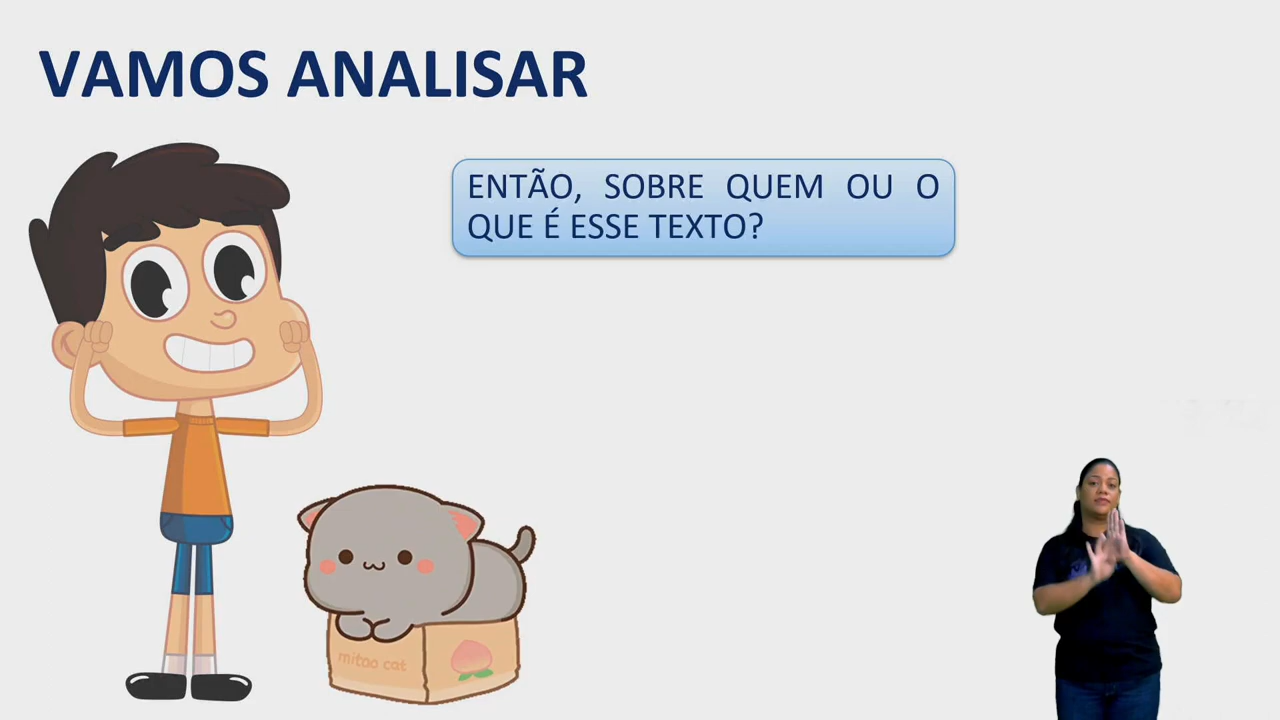 VAMOS ANALISAR
ENTÃO, SOBRE QUEM OU O
QUE É ESSE TEXTO?
mitao cat